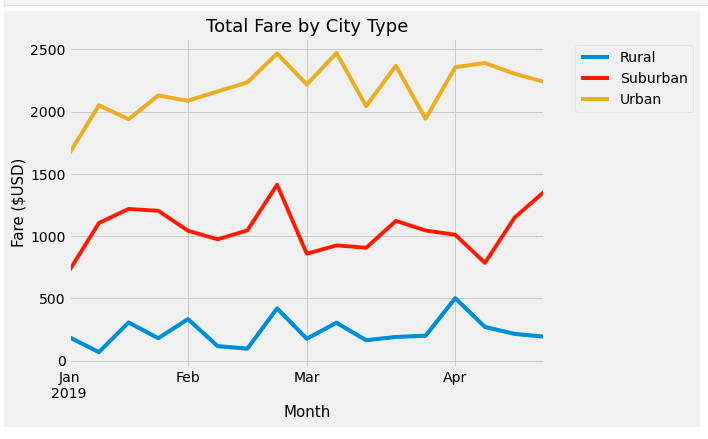 Total Fare by City Type
Rural
Suburban
Urban
Fare ($USD)
2500
2000
1500
1000
500
0
Jan
2019
Feb
Mar
Apr
Month